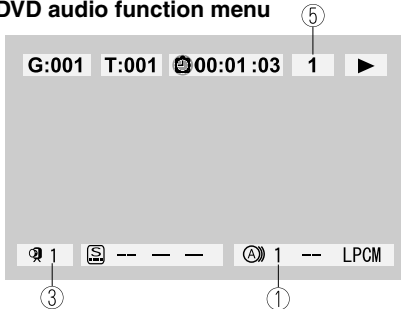 DVD audio function menu
⑤
G:001 T:001 00:01:03 1
1 S -- — — A 1 -- LPCM
③ ①